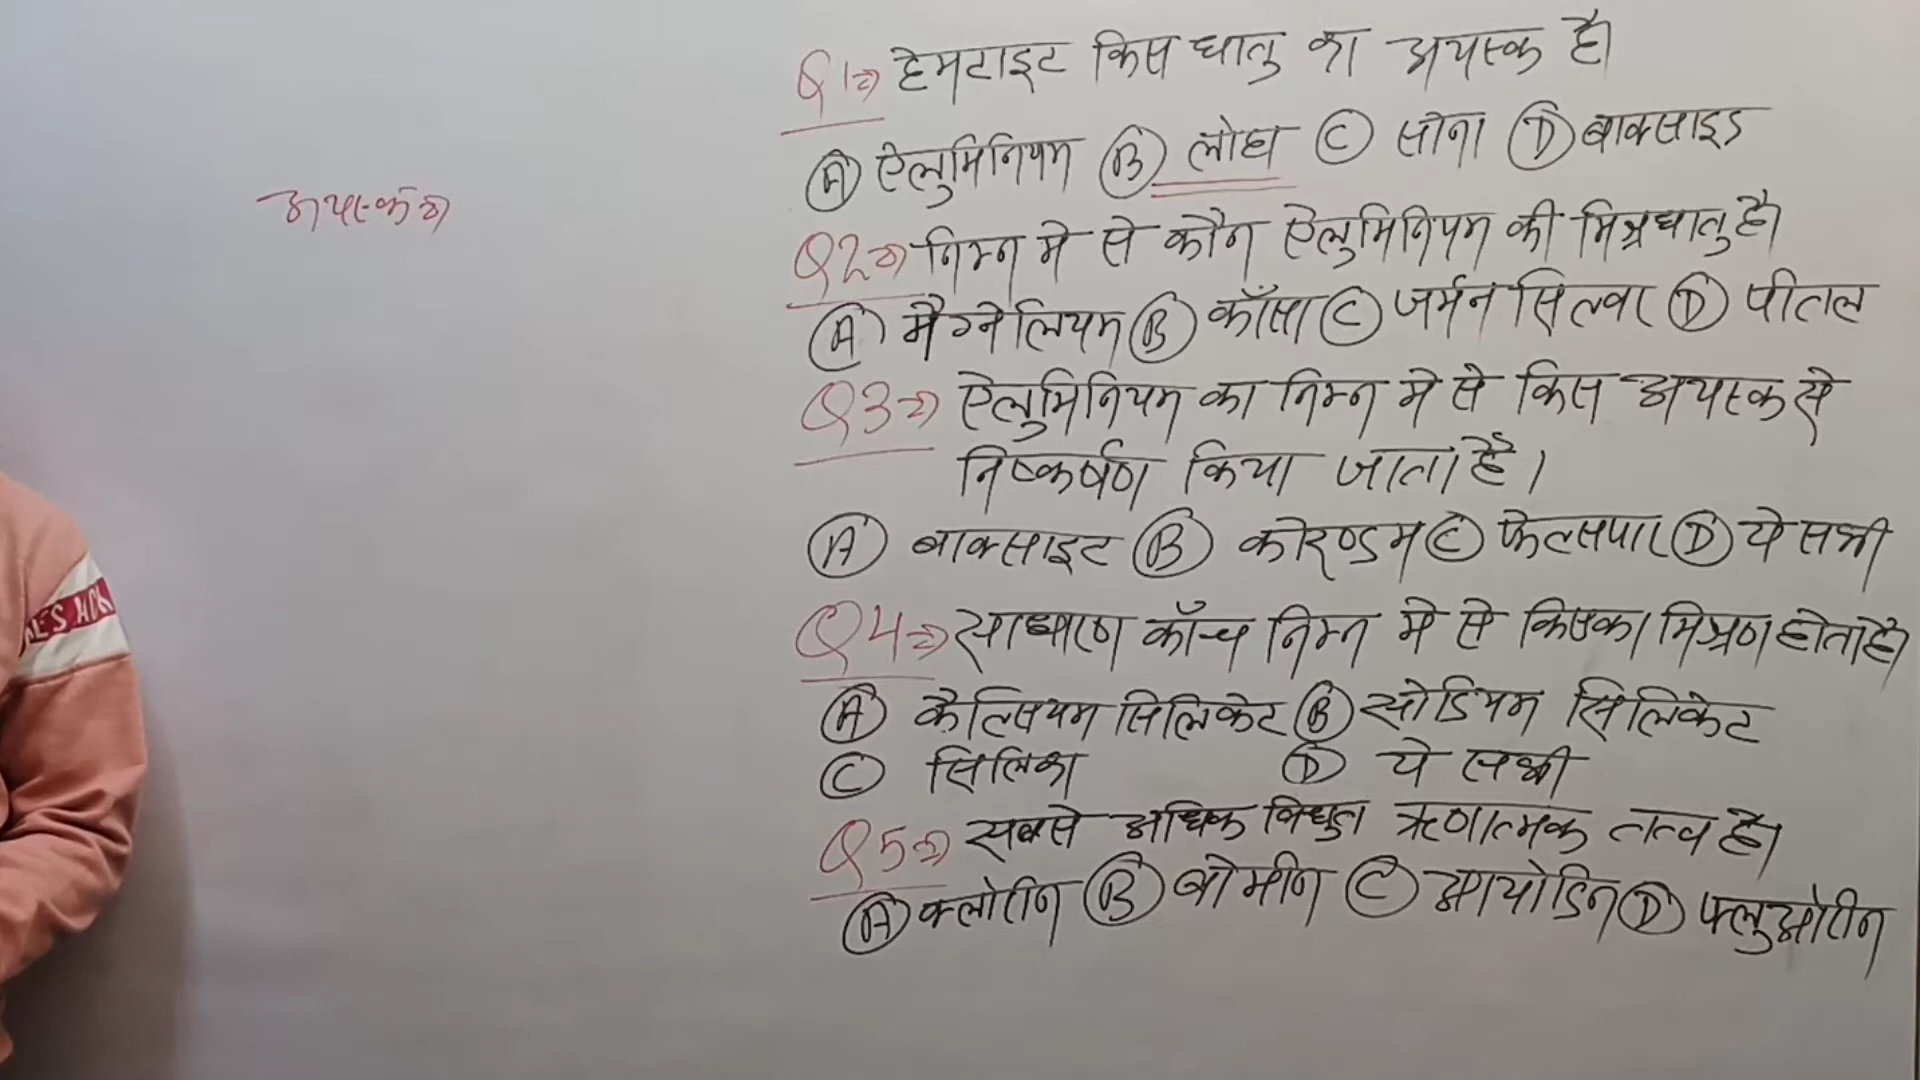 Q1⇒ हेमटाइट किस धातु का अयस्क है।
Ⓐ ऐलुमिनियम Ⓑ लोहा Ⓒ सोना Ⓓ बाक्साइड
अयस्क⇒
Q2⇒ निम्न मे से कौन ऐलुमिनियम की मिश्रधातु है।
Ⓐ मैग्नेलियम Ⓑ काँसा Ⓒ जर्मन सिल्वर Ⓓ पीतल
Q3⇒ ऐलुमिनियम का निम्न मे से किस अयस्क से
निष्कर्षण किया जाता है।
Ⓐ बाक्साइट Ⓑ कोरण्डम Ⓒ फेल्सपार Ⓓ ये सभी
Q4⇒ साधारण काँच निम्न मे से किसका मिश्रण होता है।
Ⓐ कैल्सियम सिलिकेट Ⓑ सोडियम सिलिकेट
Ⓒ सिलिका Ⓓ ये सभी
Q5⇒ सबसे अधिक विधुत ऋणात्मक तत्व है।
Ⓐ क्लोरीन Ⓑ ब्रोमीन Ⓒ आयोडिन Ⓓ फ्लुओरीन